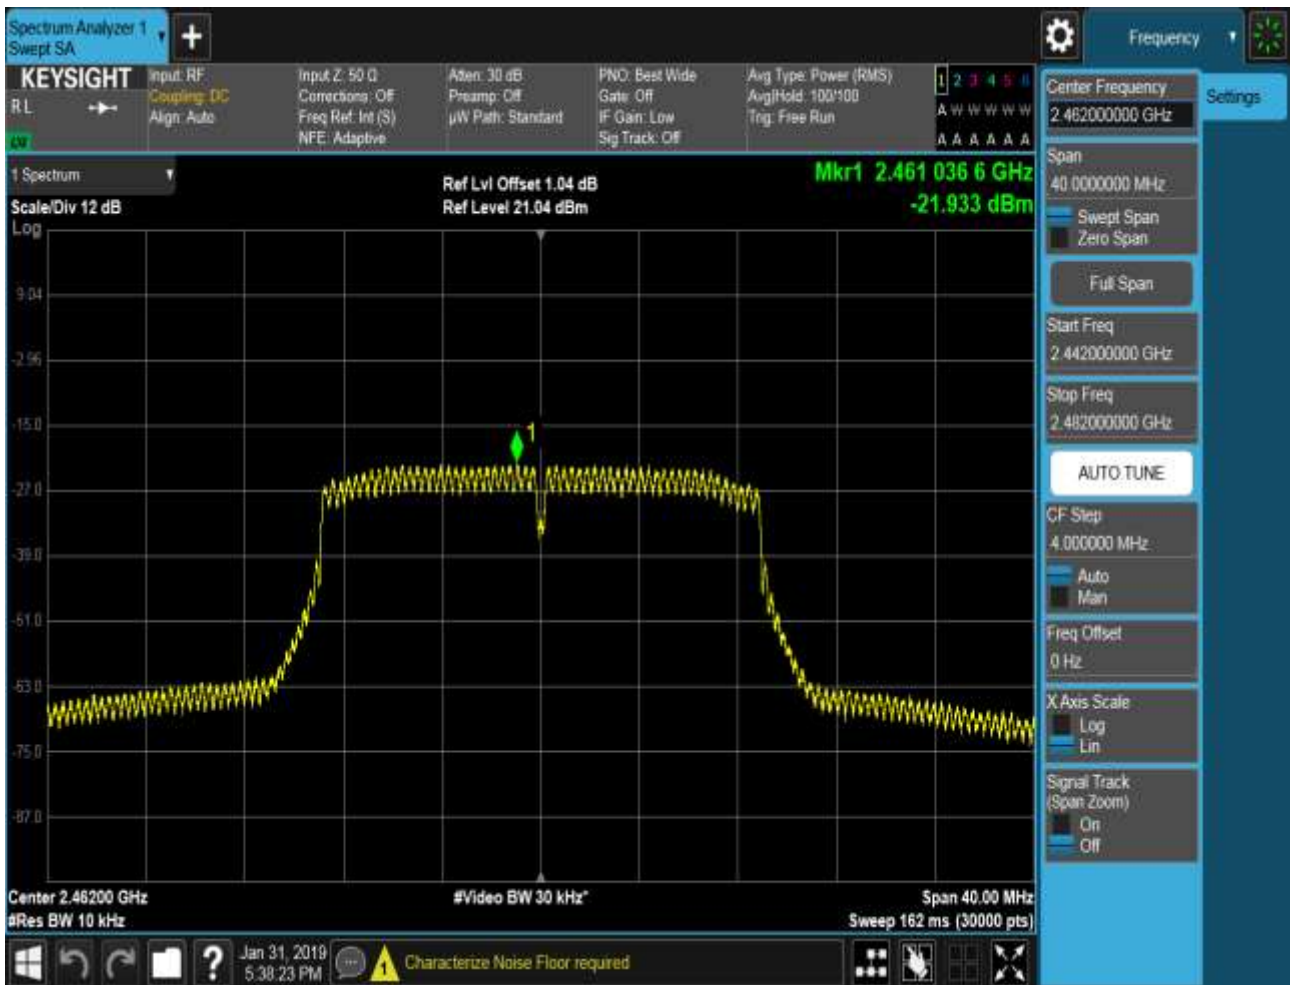 Spectrum Analyzer 1
Swept SA
+
Frequency
KEYSIGHT
R L
Input: RF
Coupling: DC
Align: Auto
Input Z: 50 Ω
Corrections: Off
Freq Ref: Int (S)
NFE: Adaptive
Atten: 30 dB
Preamp: Off
µW Path: Standard
PNO: Best Wide
Gate: Off
IF Gain: Low
Sig Track: Off
Avg Type: Power (RMS)
Avg|Hold: 100/100
Trig: Free Run
1 2 3 4 5 6
A W W W W W
A A A A A A
1 Spectrum
Scale/Div 12 dB
Log
Ref Lvl Offset 1.04 dB
Ref Level 21.04 dBm
Mkr1 2.461 036 6 GHz
-21.933 dBm
9.04
-2.96
-15.0
-27.0
-39.0
-51.0
-63.0
-75.0
-87.0
1
Center 2.46200 GHz
#Res BW 10 kHz
#Video BW 30 kHz*
Span 40.00 MHz
Sweep 162 ms (30000 pts)
?
Jan 31, 2019
5:38:23 PM
Characterize Noise Floor required
Center Frequency
2.462000000 GHz
Settings
Span
40.0000000 MHz
Swept Span
Zero Span
Full Span
Start Freq
2.442000000 GHz
Stop Freq
2.482000000 GHz
AUTO TUNE
CF Step
4.000000 MHz
Auto
Man
Freq Offset
0 Hz
X Axis Scale
Log
Lin
Signal Track
(Span Zoom)
On
Off